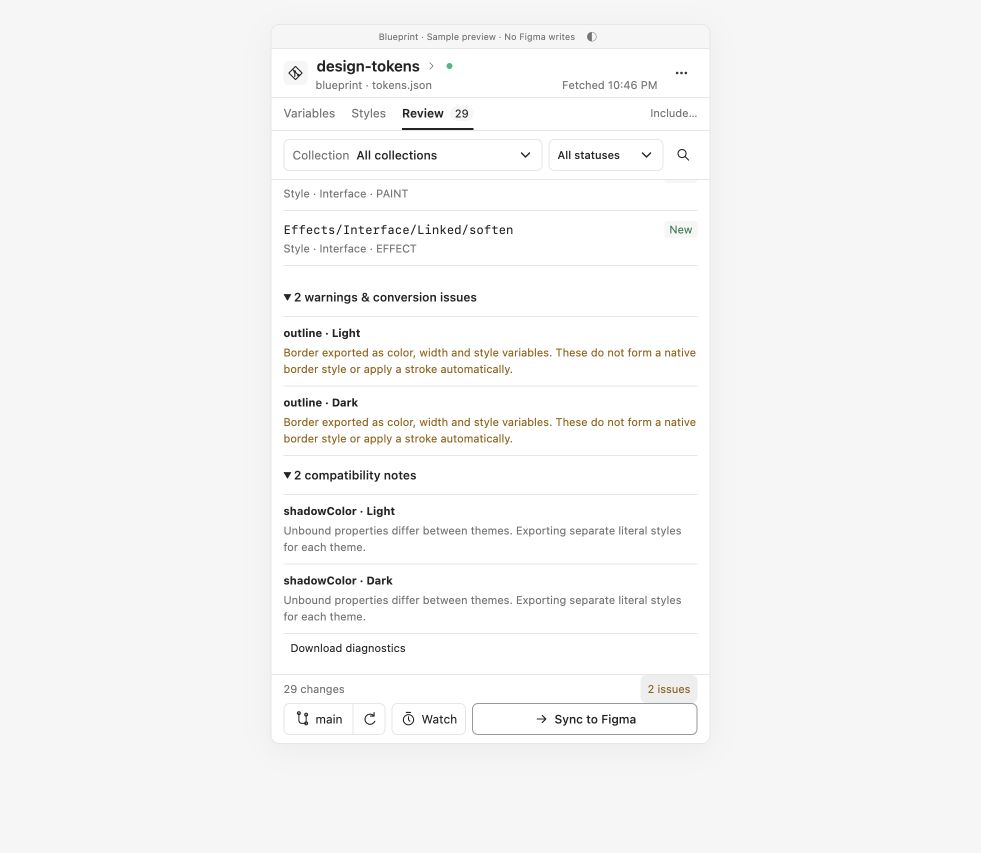 Blueprint · Sample preview · No Figma writes
design-tokens
blueprint · tokens.json
Fetched 10:46 PM
Variables Styles Review 29 Include…
Collection All collections All statuses
Style · Interface · PAINT
Effects/Interface/Linked/soften New
Style · Interface · EFFECT
2 warnings & conversion issues
outline · Light
Border exported as color, width and style variables. These do not form a native
border style or apply a stroke automatically.
outline · Dark
Border exported as color, width and style variables. These do not form a native
border style or apply a stroke automatically.
2 compatibility notes
shadowColor · Light
Unbound properties differ between themes. Exporting separate literal styles
for each theme.
shadowColor · Dark
Unbound properties differ between themes. Exporting separate literal styles
for each theme.
Download diagnostics
29 changes 2 issues
main Watch Sync to Figma